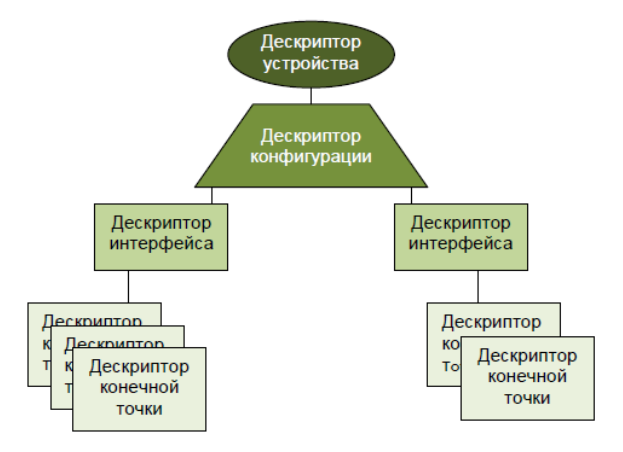 Дескриптор
устройства
Дескриптор
конфигурации
Дескриптор
интерфейса
Дескриптор
интерфейса
Дескриптор
Дескриптор
Дескриптор
конечной
точки
Дескриптор
Дескриптор
конечной
точки